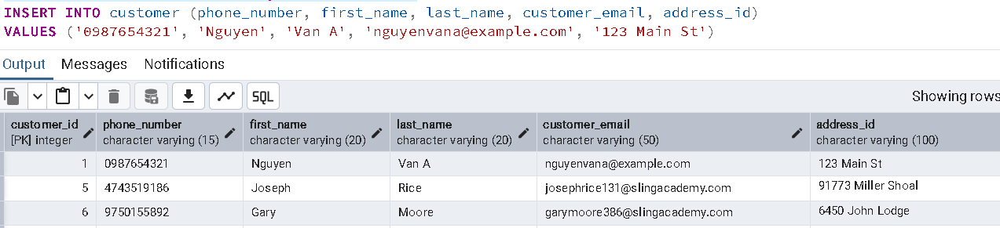 INSERT INTO customer (phone_number, first_name, last_name, customer_email, address_id)
VALUES ('0987654321', 'Nguyen', 'Van A', 'nguyenvana@example.com', '123 Main St')
Output Messages Notifications
SQL Showing rows
customer_id phone_number first_name last_name customer_email address_id
[PK] integer character varying (15) character varying (20) character varying (20) character varying (50) character varying (100)
1 0987654321 Nguyen Van A nguyenvana@example.com 123 Main St
5 4743519186 Joseph Rice josephrice131@slingacademy.com 91773 Miller Shoal
6 9750155892 Gary Moore garymoore386@slingacademy.com 6450 John Lodge